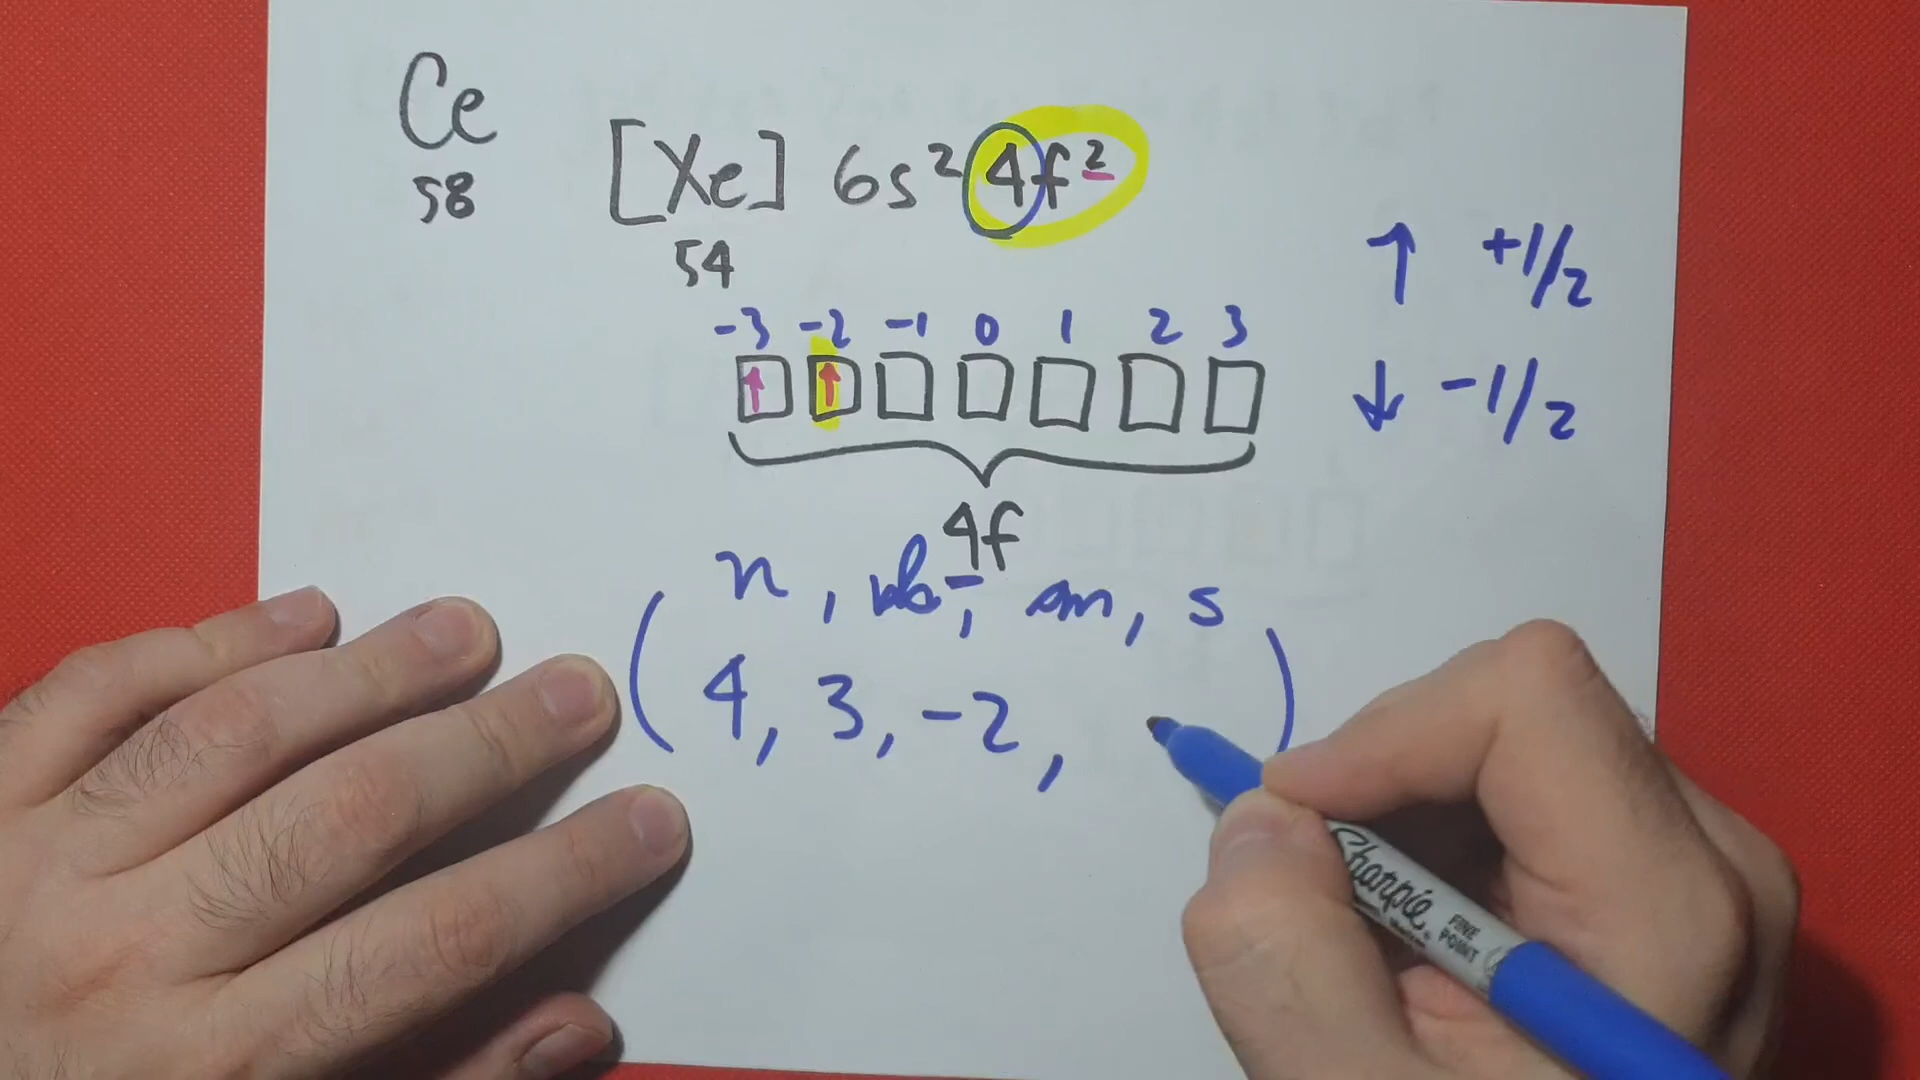 Ce
58
[Xe] 6s² 4f²
54
-3 -2 -1 0 1 2 3
↑ ↑
4f
↑ +1/2
↓ -1/2
n, , m, s
(4, 3, -2, )
Sharpie.
FINE
POINT